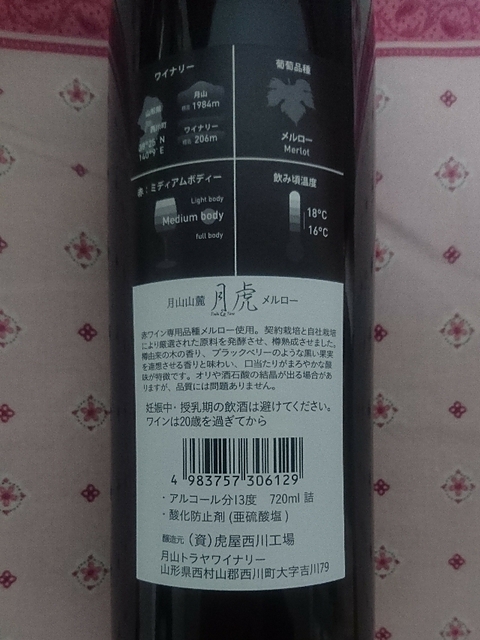 ワイナリー
山形県
西川町
38°25' N
140°9' E
月山
標高 1984m
ワイナリー
標高 206m
葡萄品種
メルロー
Merlot
赤：ミディアムボディー
Light body
Medium body
full body
飲み頃温度
18℃
16℃
月山山麓 月虎 メルロー
赤ワイン専用品種メルロー使用。契約栽培と自社栽培
により厳選された原料を発酵させ、樽熟成させました。
樽由来の木の香り、ブラックベリーのような黒い果実
を連想させる香りと味わい、口当たりがまろやかな酸
味が特徴です。オリや酒石酸の結晶が出る場合があ
りますが、品質には問題ありません。
妊娠中・授乳期の飲酒は避けてください。
ワインは20歳を過ぎてから
4 983757 306129
・アルコール分13度 720ml 詰
・酸化防止剤（亜硫酸塩）
醸造元（資）虎屋西川工場
月山トラヤワイナリー
山形県西村山郡西川町大字吉川79